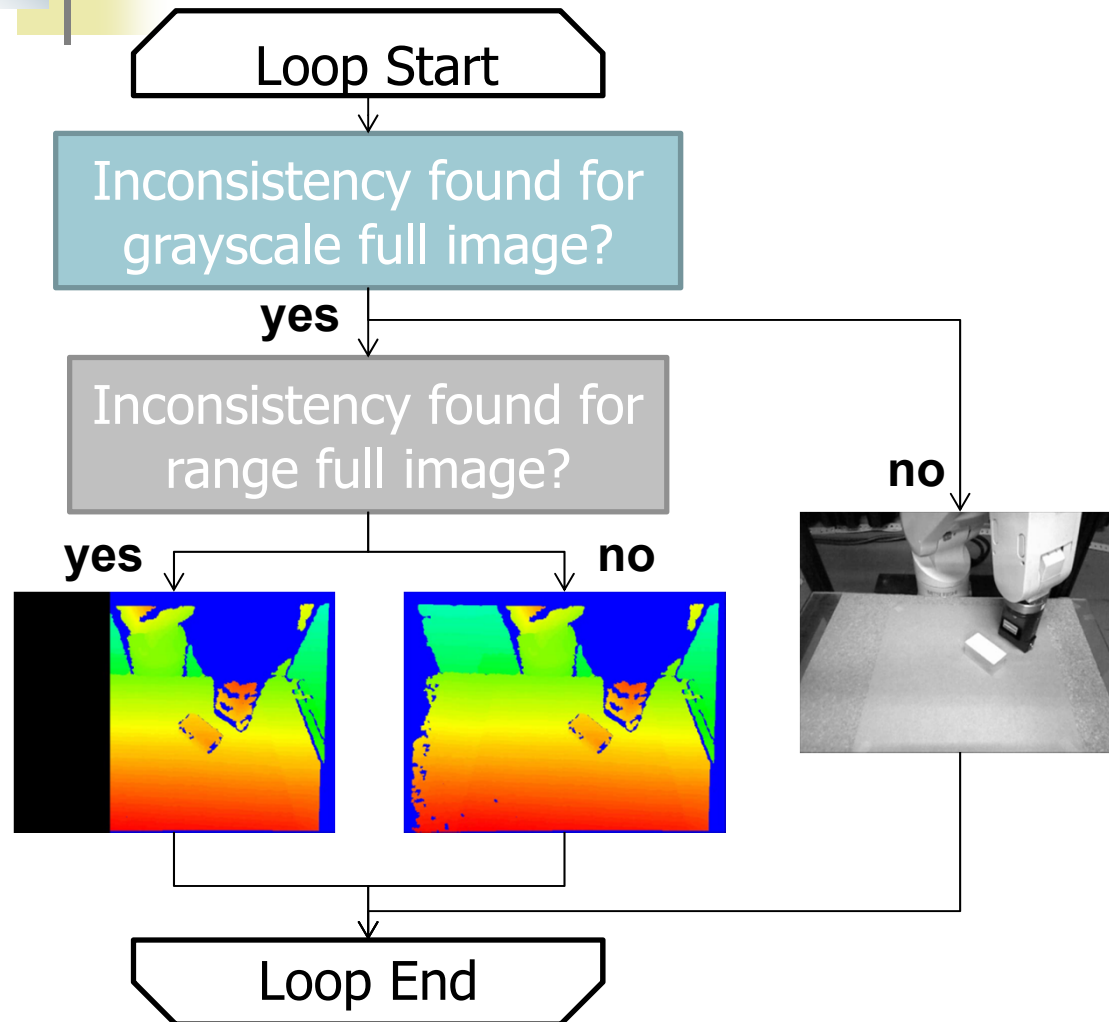 Loop Start
Inconsistency found for
grayscale full image?
yes
Inconsistency found for
range full image?
no
yes
no
Loop End